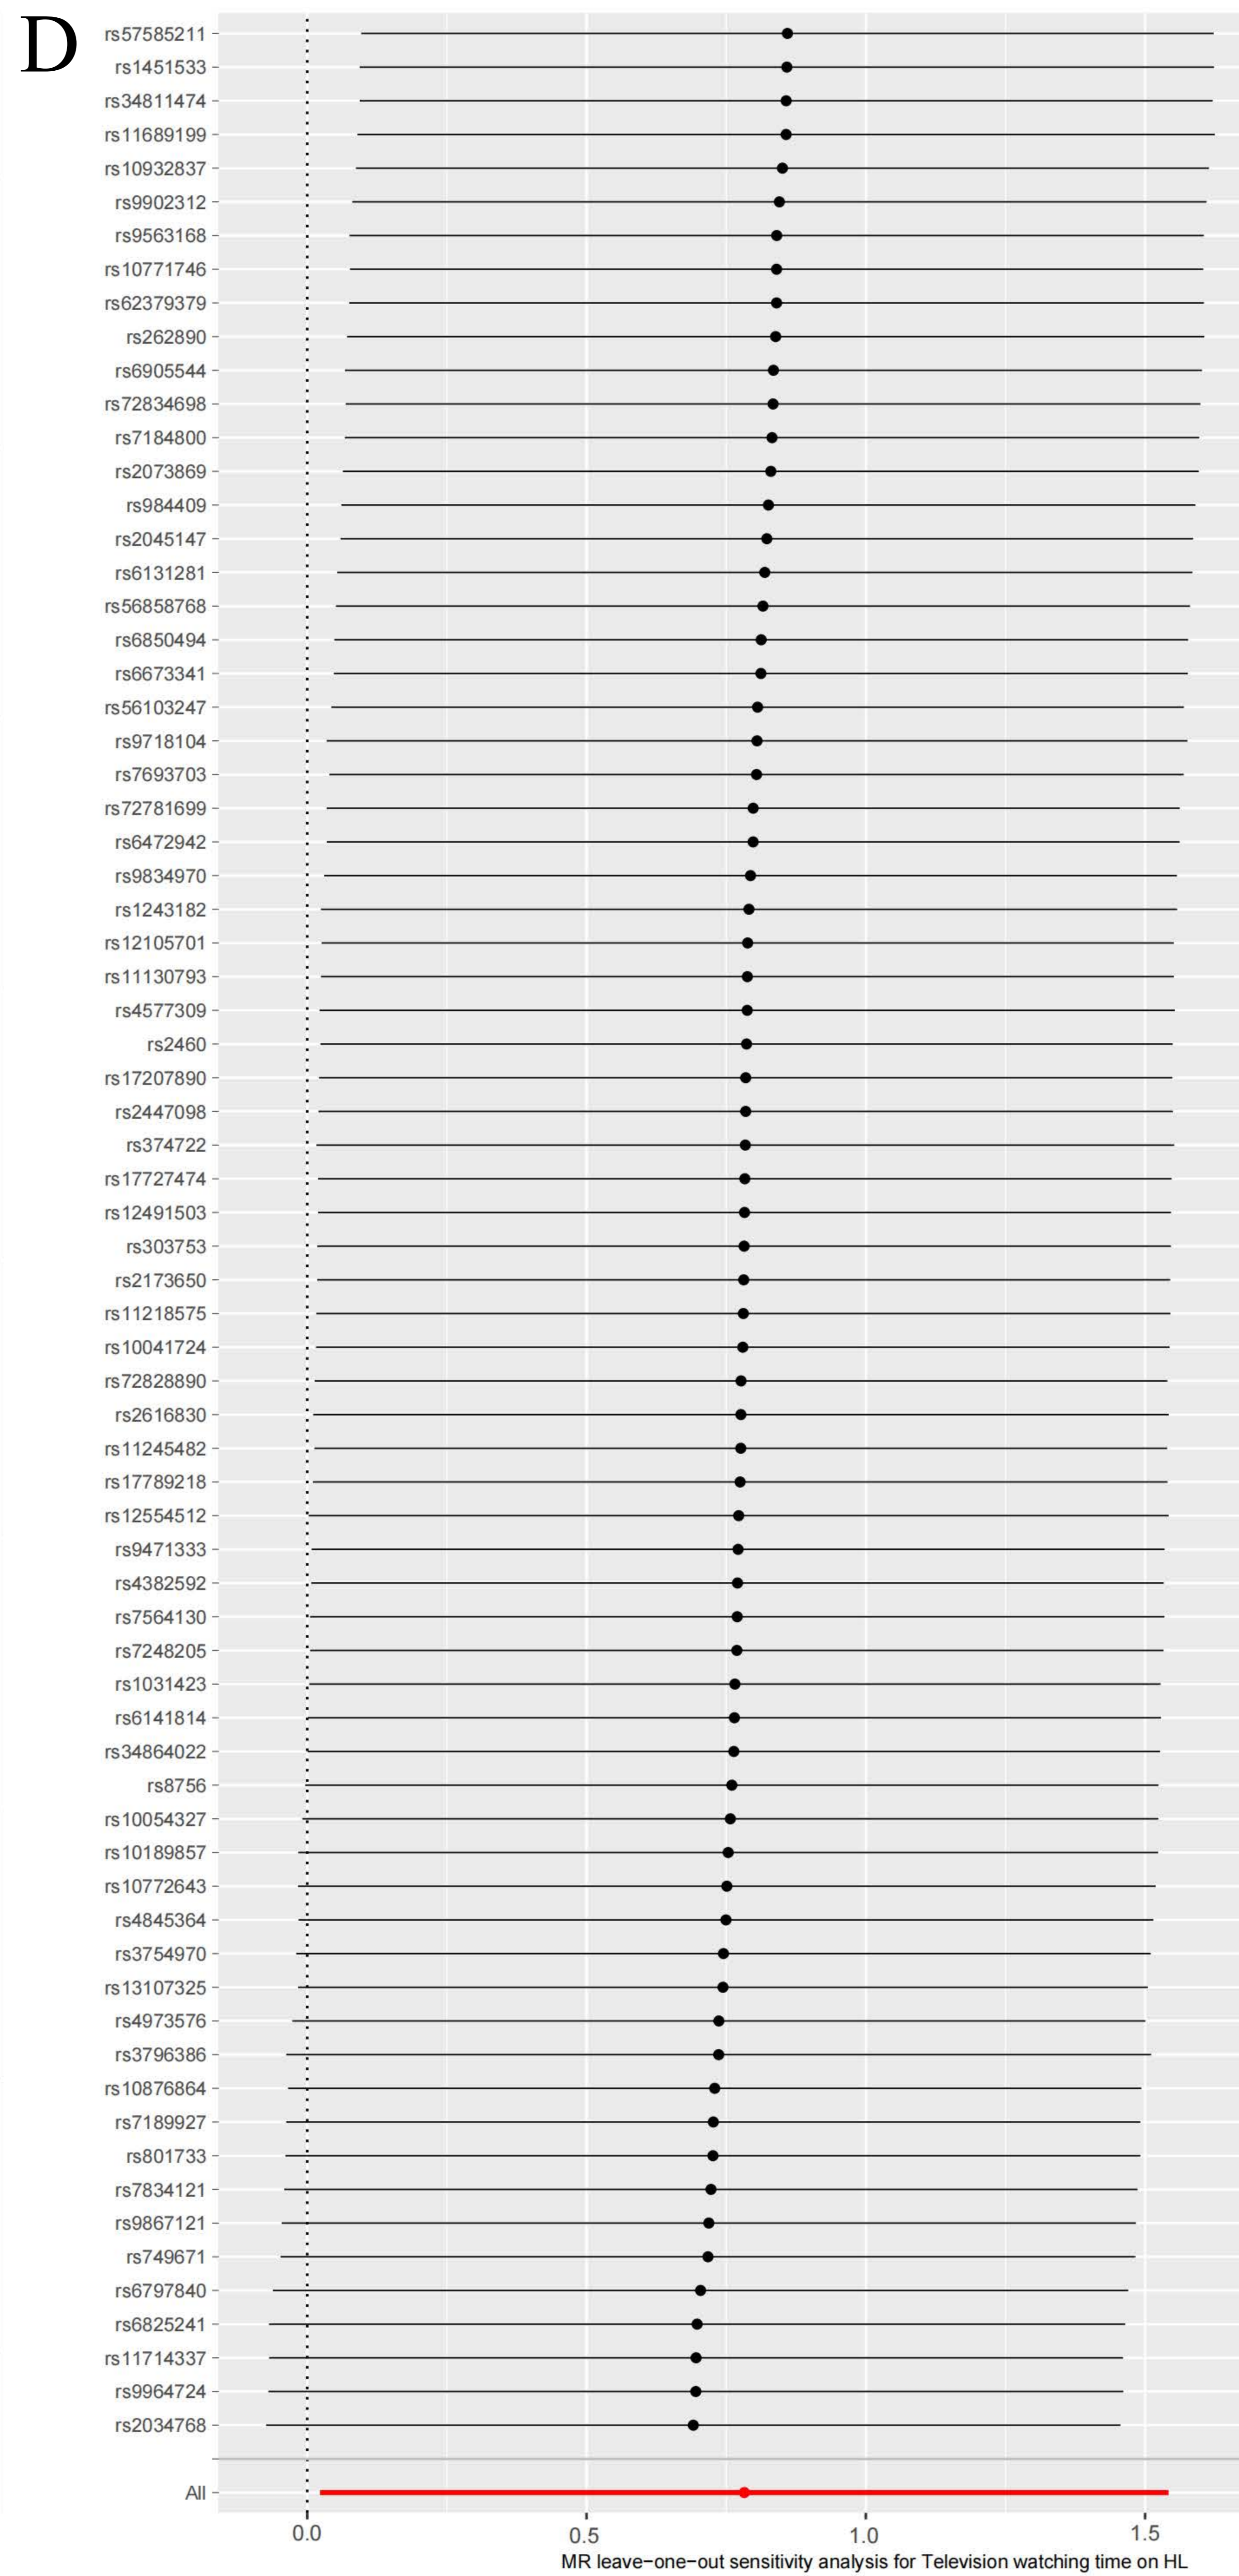 D
rs57585211
rs1451533
rs34811474
rs11689199
rs10932837
rs9902312
rs9563168
rs10771746
rs62379379
rs262890
rs6905544
rs72834698
rs7184800
rs2073869
rs984409
rs2045147
rs6131281
rs56858768
rs6850494
rs6673341
rs56103247
rs9718104
rs7693703
rs72781699
rs6472942
rs9834970
rs1243182
rs12105701
rs11130793
rs4577309
rs2460
rs17207890
rs2447098
rs374722
rs17727474
rs12491503
rs303753
rs2173650
rs11218575
rs10041724
rs72828890
rs2616830
rs11245482
rs17789218
rs12554512
rs9471333
rs4382592
rs7564130
rs7248205
rs1031423
rs6141814
rs34864022
rs8756
rs10054327
rs10189857
rs10772643
rs4845364
rs3754970
rs13107325
rs4973576
rs3796386
rs10876864
rs7189927
rs801733
rs7834121
rs9867121
rs749671
rs6797840
rs6825241
rs11714337
rs9964724
rs2034768
All
0.0 0.5 1.0 1.5
MR leave−one−out sensitivity analysis for Television watching time on HL